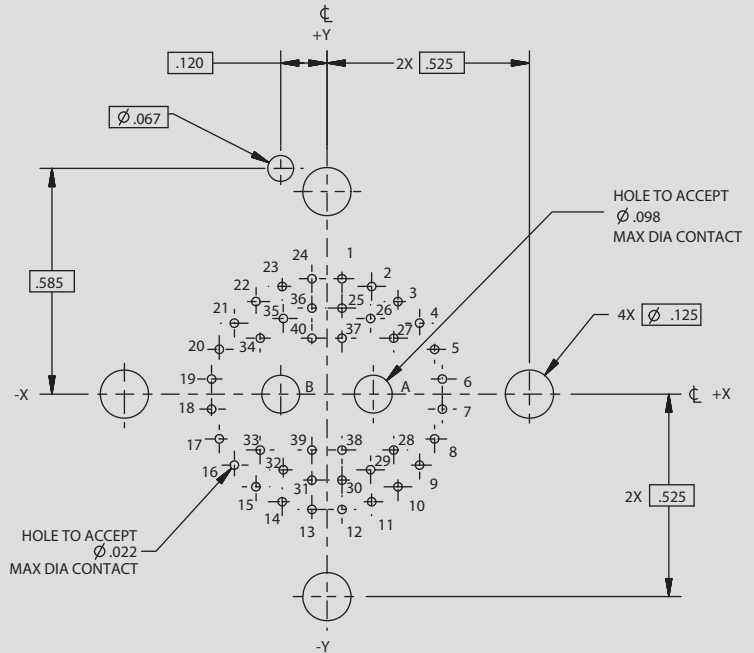 ℄
+Y
.120
2X .525
Ø .067
HOLE TO ACCEPT
Ø .098
MAX DIA CONTACT
.585
24 1
23 2
22 36 25 3
21 35 26 4
34 40 37 27
20 5
19 6
-X B A ℄ +X
4X Ø .125
18 7
17 8
33 39 38 28
16 32 29 9
31 30
15 10
14 11
13 12
2X .525
HOLE TO ACCEPT
Ø .022
MAX DIA CONTACT
-Y